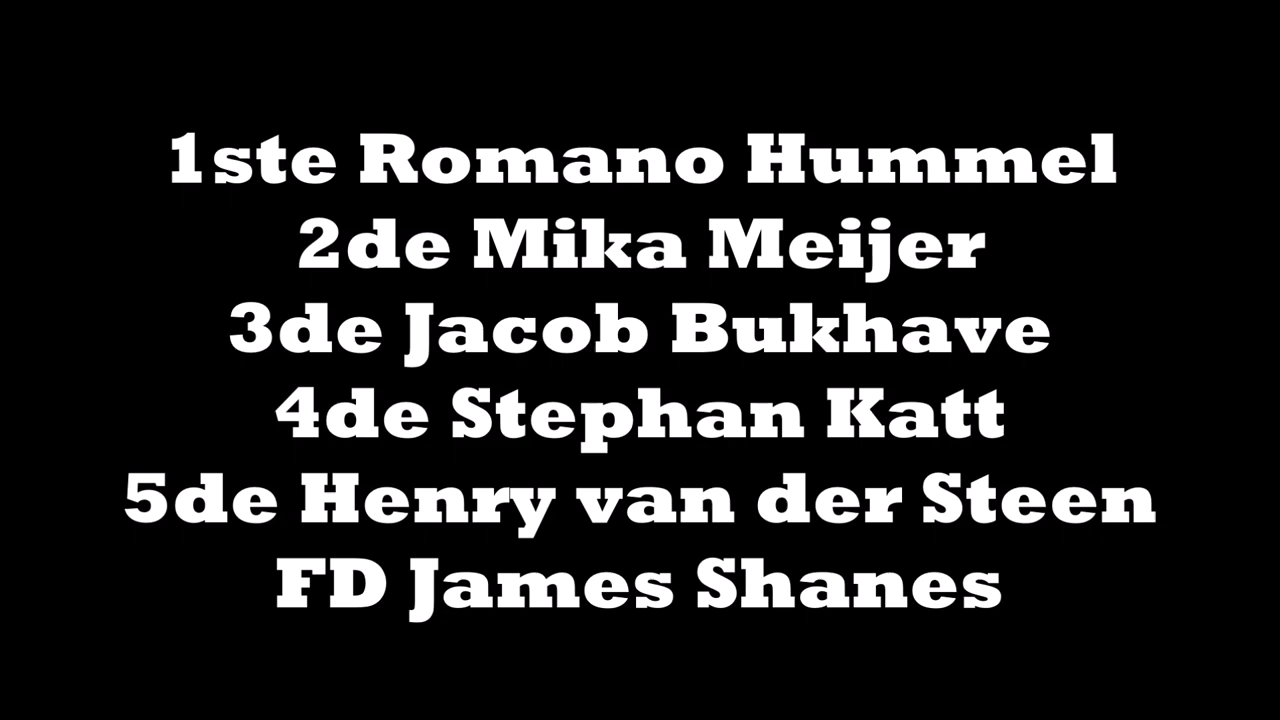 1ste Romano Hummel
2de Mika Meijer
3de Jacob Bukhave
4de Stephan Katt
5de Henry van der Steen
FD James Shanes